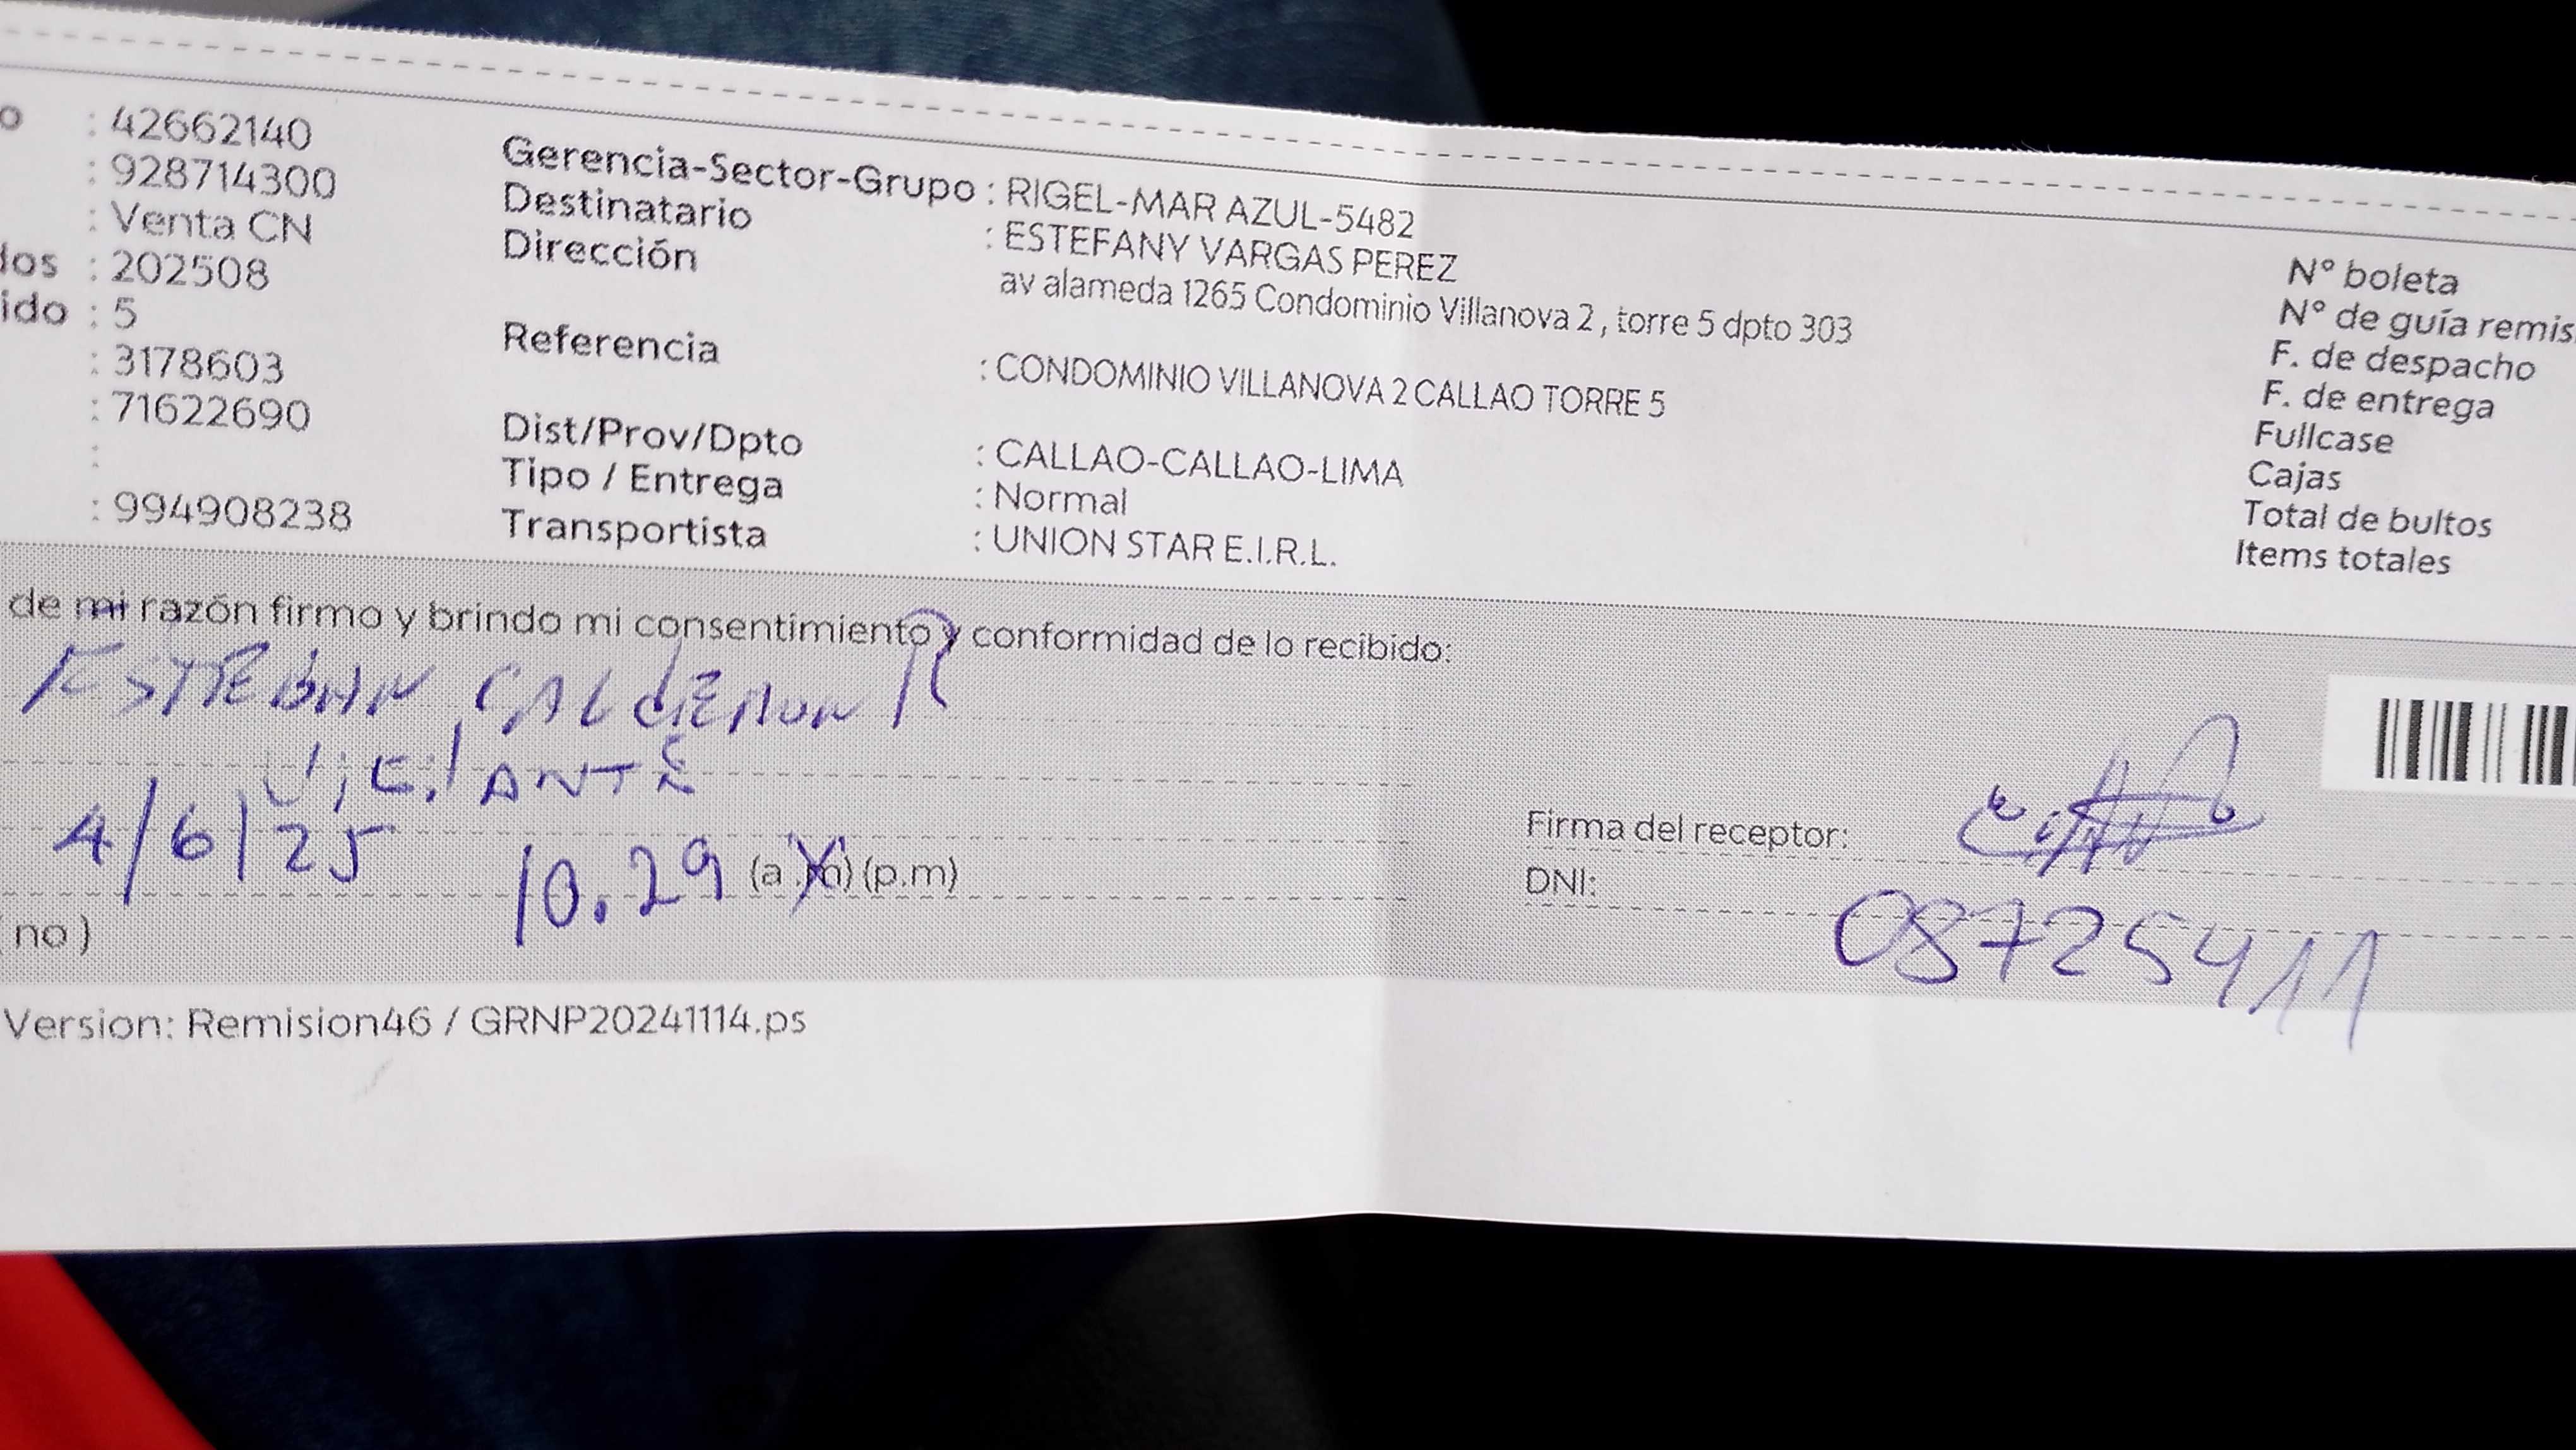 o : 42662140
: 928714300
: Venta CN
dos : 202508
ido : 5
: 3178603
: 71622690
:
: 994908238
Gerencia-Sector-Grupo : RIGEL-MAR AZUL-5482
Destinatario : ESTEFANY VARGAS PEREZ
Dirección av alameda 1265 Condominio Villanova 2 , torre 5 dpto 303
Referencia : CONDOMINIO VILLANOVA 2 CALLAO TORRE 5
Dist/Prov/Dpto : CALLAO-CALLAO-LIMA
Tipo / Entrega : Normal
Transportista : UNION STAR E.I.R.L.
N° boleta
N° de guía remis.
F. de despacho
F. de entrega
Fullcase
Cajas
Total de bultos
Items totales
de mi razón firmo y brindo mi consentimiento y conformidad de lo recibido:
ESTEBAN CALdERON R
ViGilANTE
4/6/25 10.29 (a.m) (p.m)
no )
Firma del receptor:
DNI: 08725411
Version: Remision46 / GRNP20241114.ps